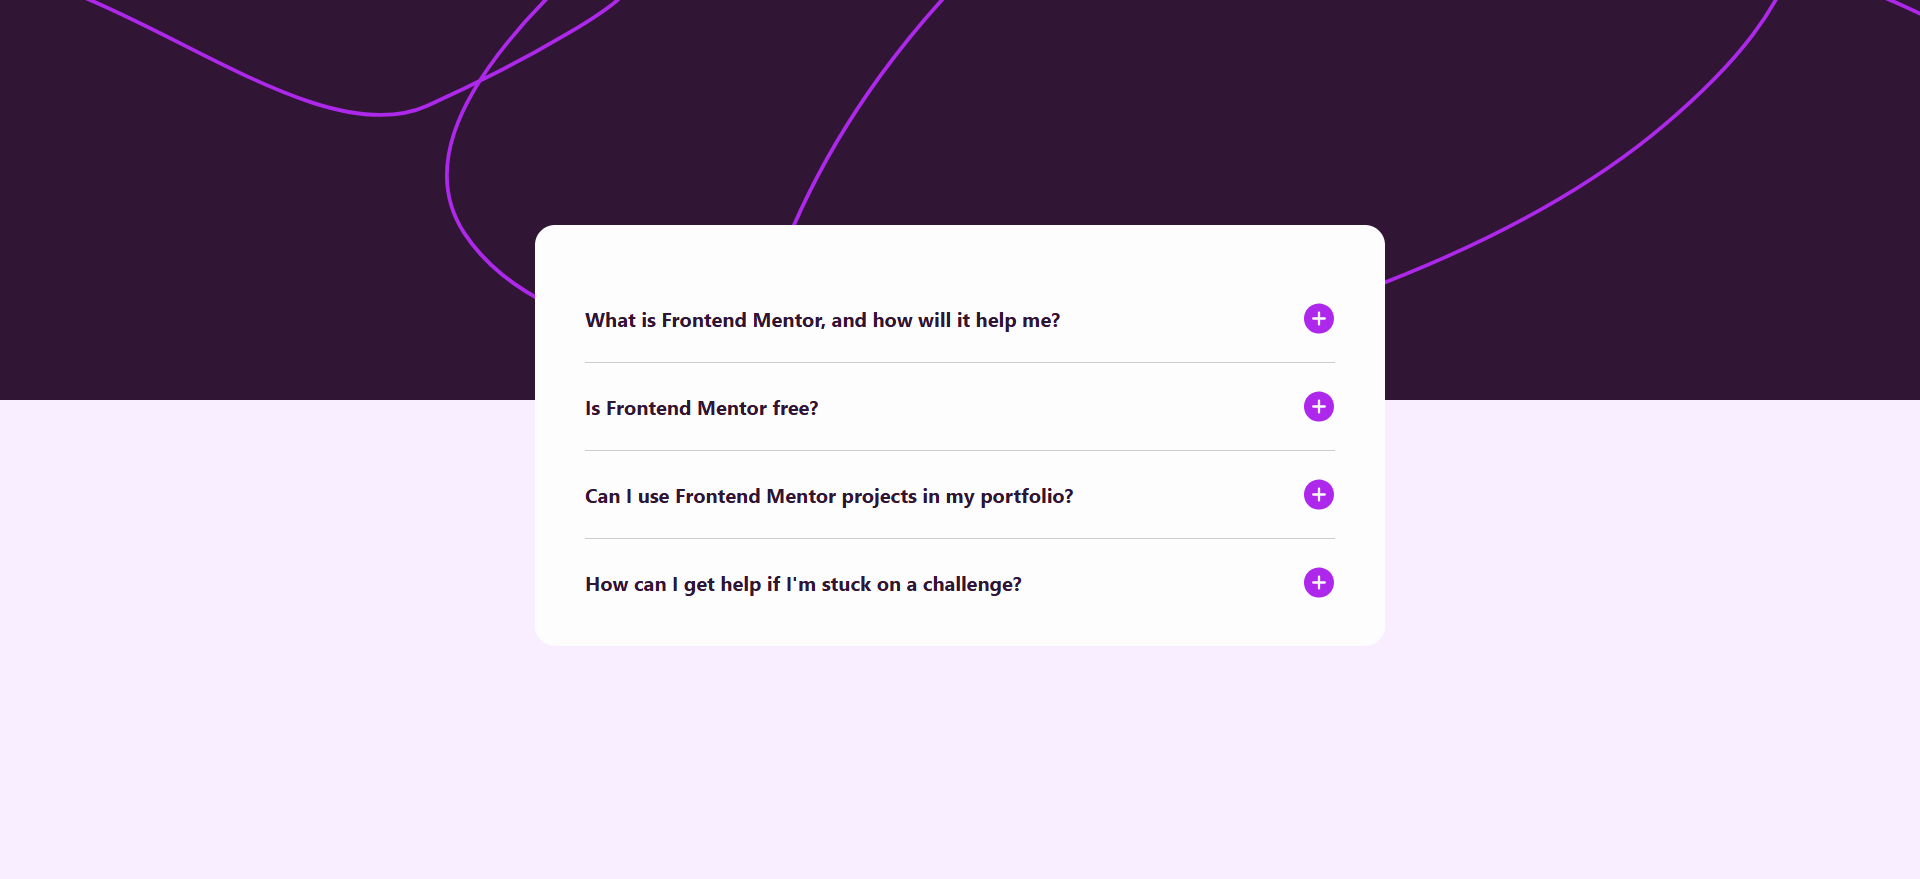 What is Frontend Mentor, and how will it help me?
Is Frontend Mentor free?
Can I use Frontend Mentor projects in my portfolio?
How can I get help if I'm stuck on a challenge?